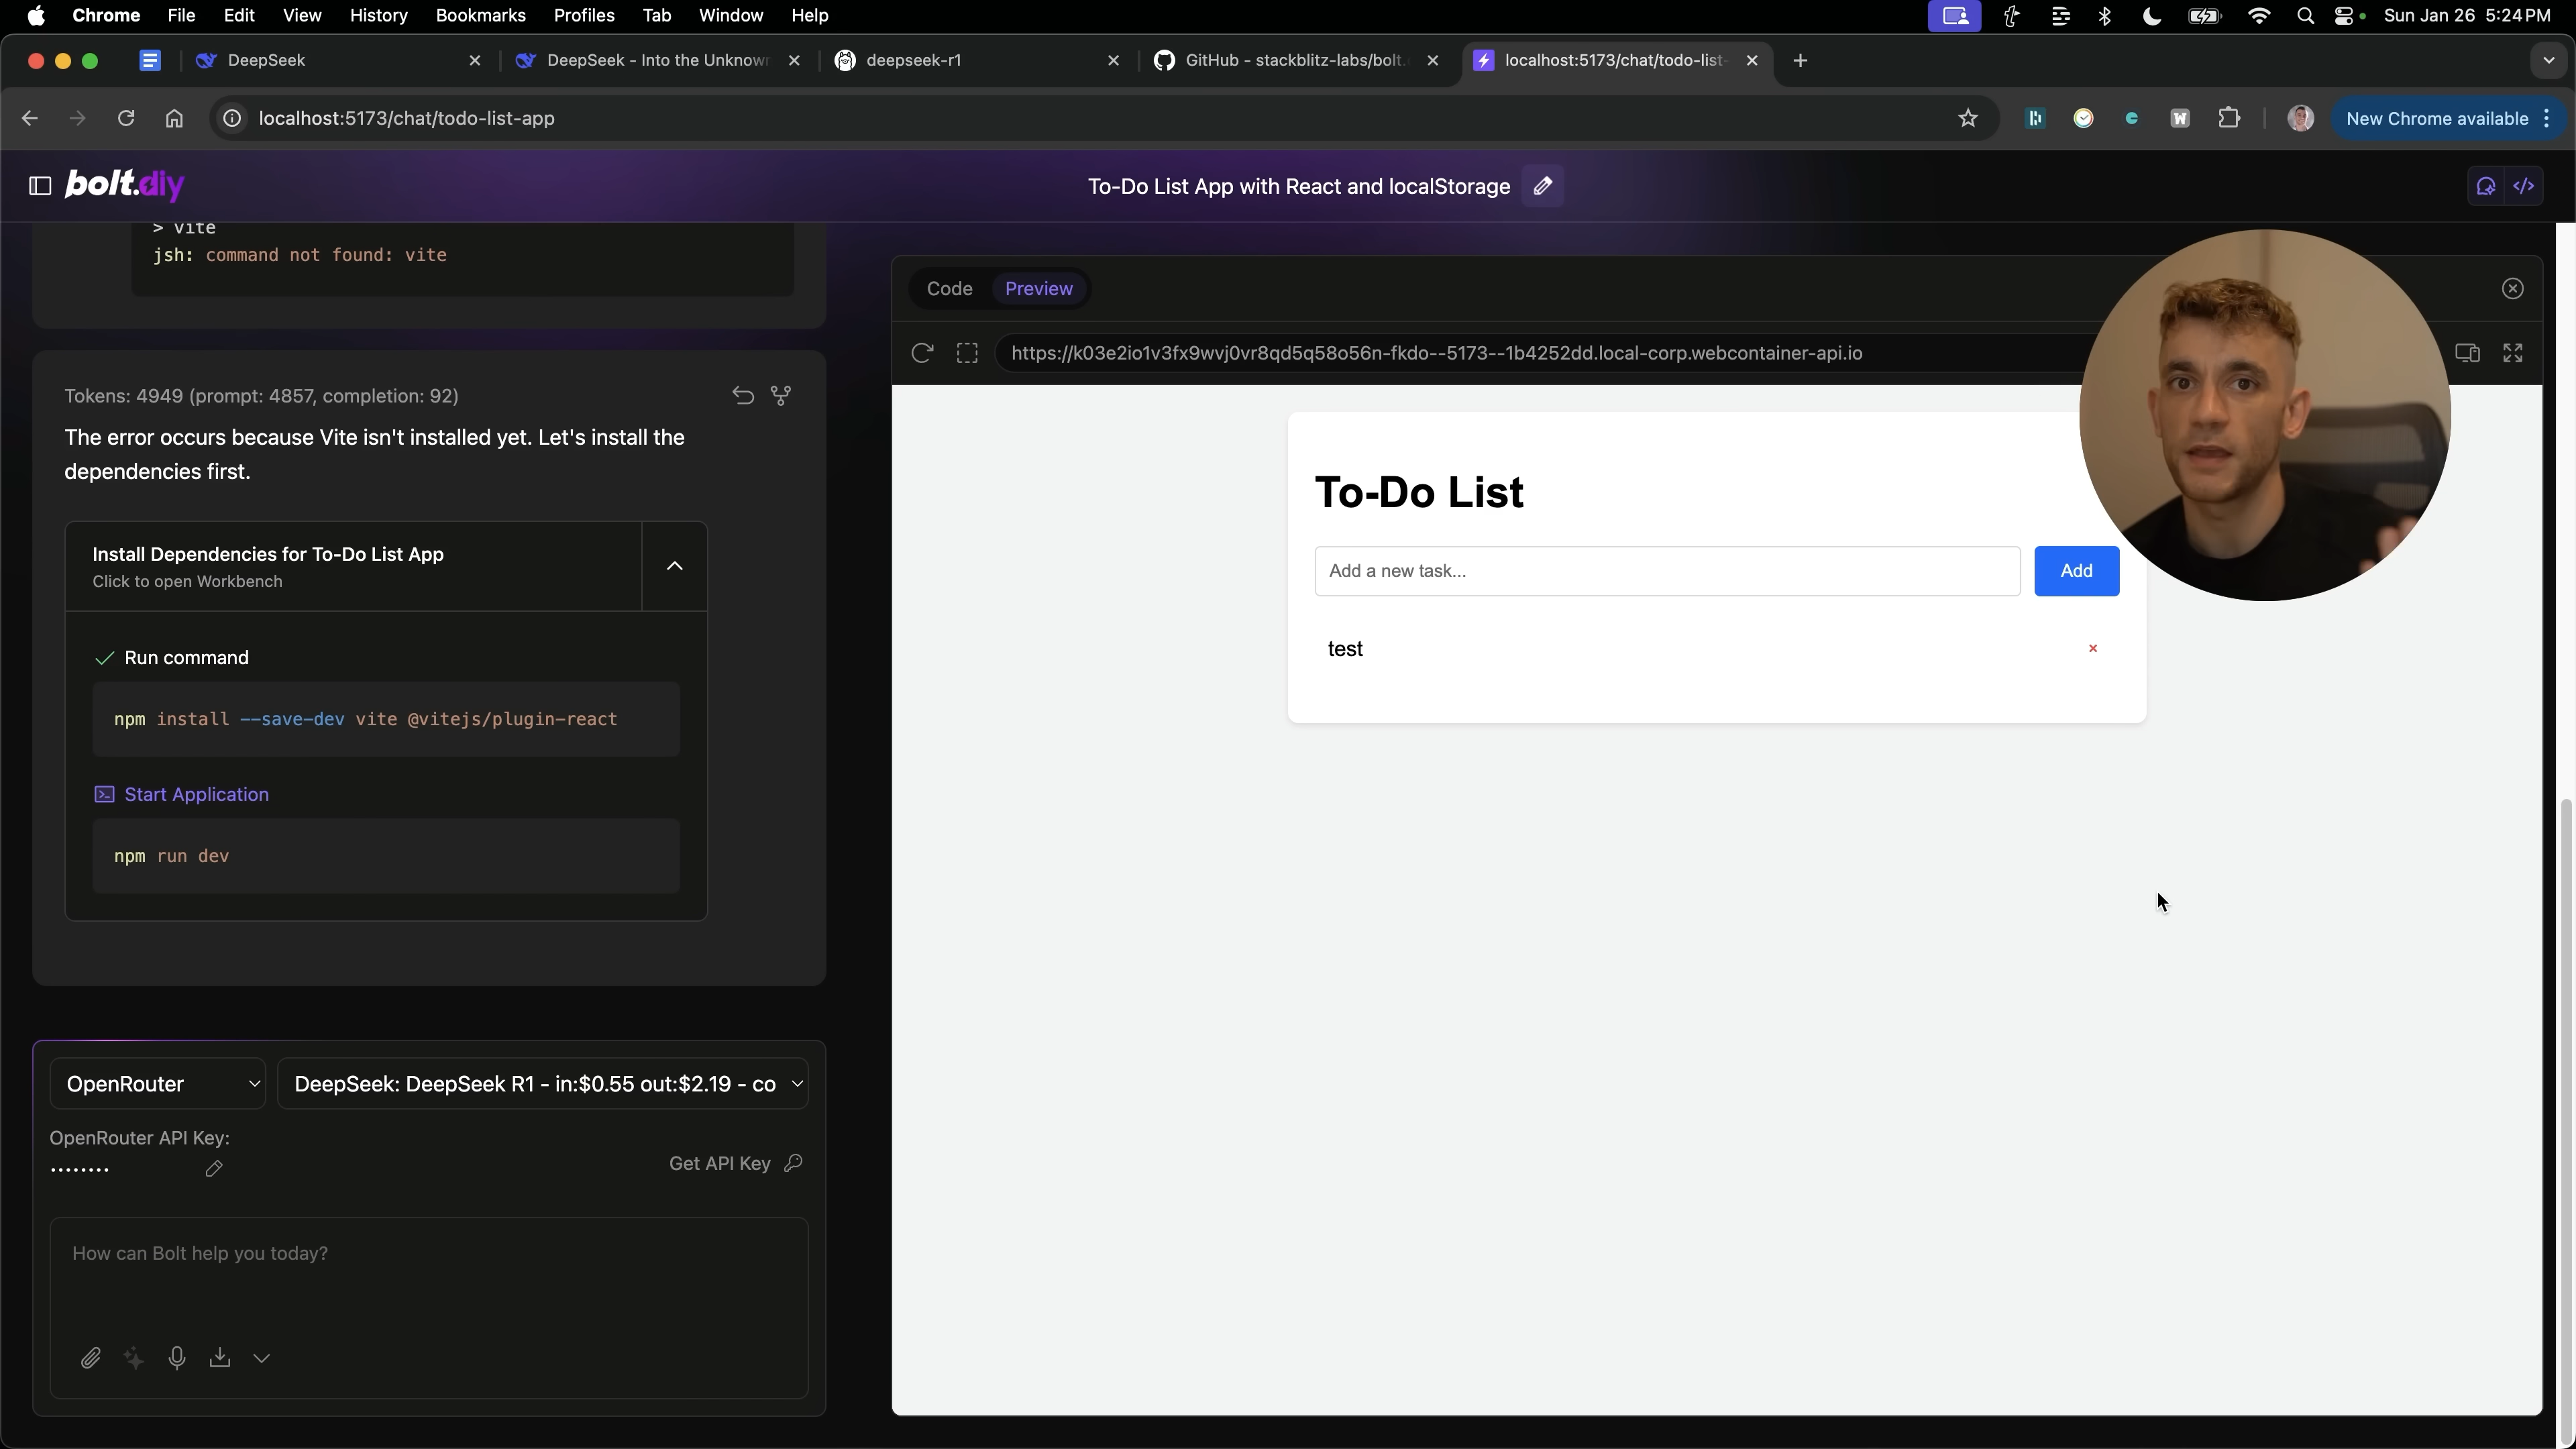 Chrome File Edit View History Bookmarks Profiles Tab Window Help
Sun Jan 26 5:24 PM
DeepSeek
DeepSeek - Into the Unknow
deepseek-r1
GitHub - stackblitz-labs/bolt.
localhost:5173/chat/todo-list-
localhost:5173/chat/todo-list-app
W
New Chrome available
bolt.diy
To-Do List App with React and localStorage
> vite
jsh: command not found: vite
Tokens: 4949 (prompt: 4857, completion: 92)
The error occurs because Vite isn't installed yet. Let's install the
dependencies first.
Install Dependencies for To-Do List App
Click to open Workbench
Run command
npm install --save-dev vite @vitejs/plugin-react
Start Application
npm run dev
OpenRouter
DeepSeek: DeepSeek R1 - in:$0.55 out:$2.19 - co
OpenRouter API Key:
••••••••
Get API Key
How can Bolt help you today?
Code
Preview
https://k03e2io1v3fx9wvj0vr8qd5q58o56n-fkdo--5173--1b4252dd.local-corp.webcontainer-api.io
To-Do List
Add a new task...
Add
test
×